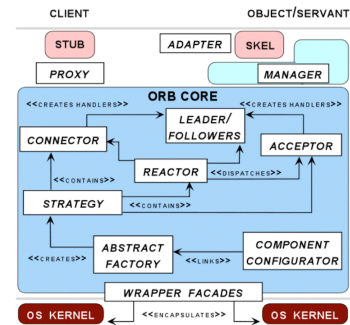 CLIENT
OBJECT/SERVANT
STUB
ADAPTER
SKEL
PROXY
MANAGER
ORB CORE
<<CREATES HANDLERS>>
<<CREATES HANDLERS>>
LEADER/
FOLLOWERS
CONNECTOR
ACCEPTOR
REACTOR
<<CONTAINS>>
<<DISPATCHES>>
STRATEGY
<<CONTAINS>>
ABSTRACT
FACTORY
COMPONENT
CONFIGURATOR
<<CREATES>>
<<LINKS>>
WRAPPER FACADES
OS KERNEL
<<ENCAPSULATES>>
OS KERNEL